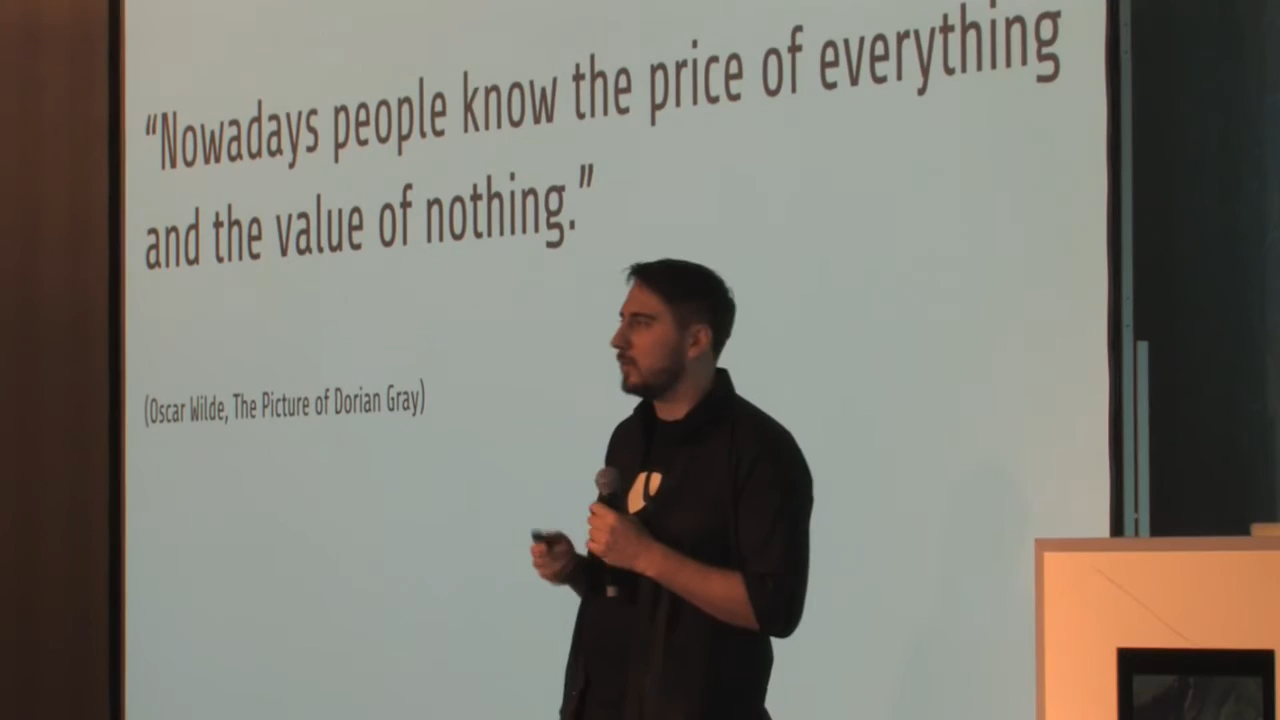 “Nowadays people know the price of everything
and the value of nothing.”
(Oscar Wilde, The Picture of Dorian Gray)